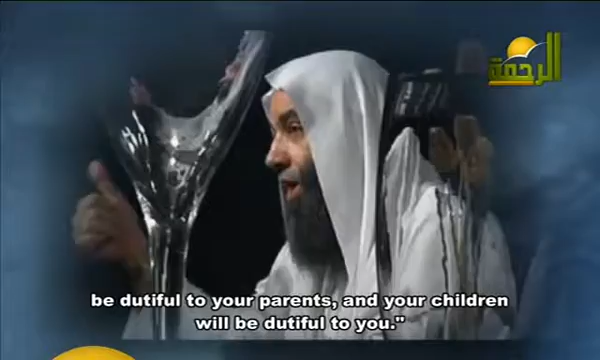 الرحمة
be dutiful to your parents, and your children
will be dutiful to you."